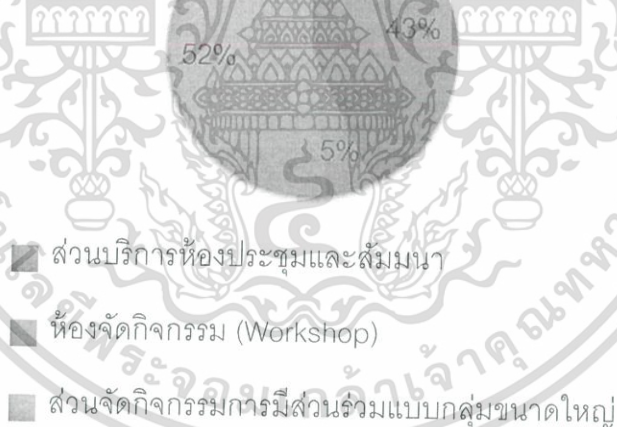 43%
52%
5%
ส่วนบริการห้องประชุมและสัมมนา
ห้องจัดกิจกรรม (Workshop)
ส่วนจัดกิจกรรมการมีส่วนร่วมแบบกลุ่มขนาดใหญ่